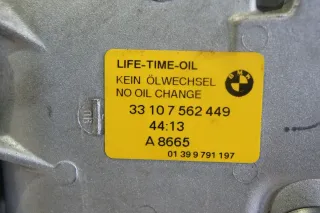 LIFE-TIME-OIL
KEIN ÖLWECHSEL
NO OIL CHANGE
BMW
33 10 7 562 449
44:13
A 8665
01 39 9 791 197